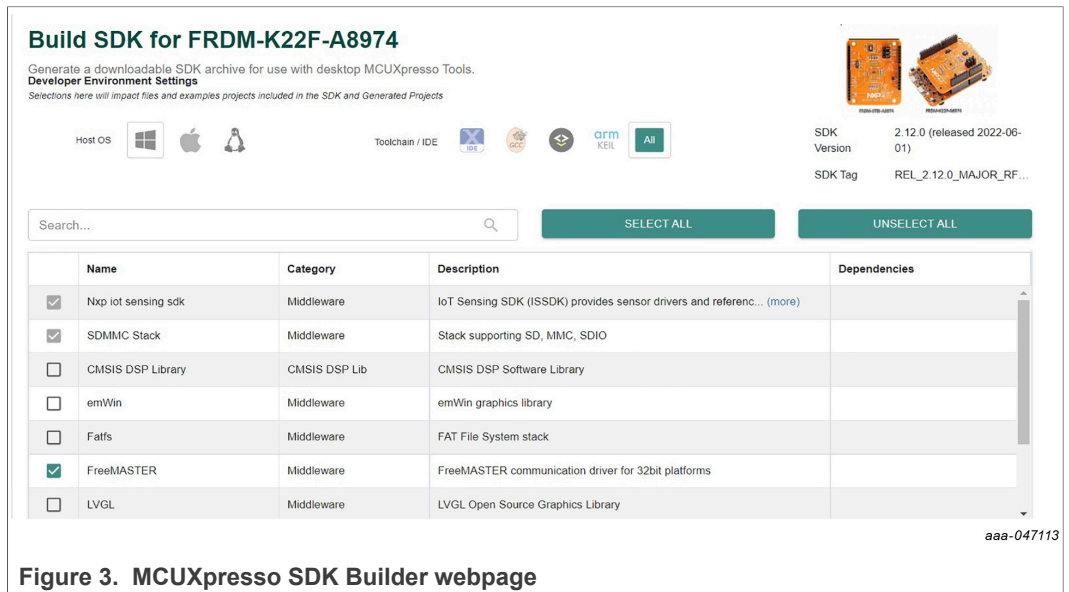 Build SDK for FRDM-K22F-A8974
Generate a downloadable SDK archive for use with desktop MCUXpresso Tools.
Developer Environment Settings
Selections here will impact files and examples projects included in the SDK and Generated Projects
Host OS
Toolchain / IDE
IDE
GCC
arm
KEIL
All
NXP
FRDM-STBI-A8974
FRDM-K22F-A8974
SDK Version 2.12.0 (released 2022-06-01)
SDK Tag REL_2.12.0_MAJOR_RF...
Search...
SELECT ALL
UNSELECT ALL
Name Category Description Dependencies
Nxp iot sensing sdk Middleware IoT Sensing SDK (ISSDK) provides sensor drivers and referenc... (more)
SDMMC Stack Middleware Stack supporting SD, MMC, SDIO
CMSIS DSP Library CMSIS DSP Lib CMSIS DSP Software Library
emWin Middleware emWin graphics library
Fatfs Middleware FAT File System stack
FreeMASTER Middleware FreeMASTER communication driver for 32bit platforms
LVGL Middleware LVGL Open Source Graphics Library
aaa-047113
Figure 3. MCUXpresso SDK Builder webpage